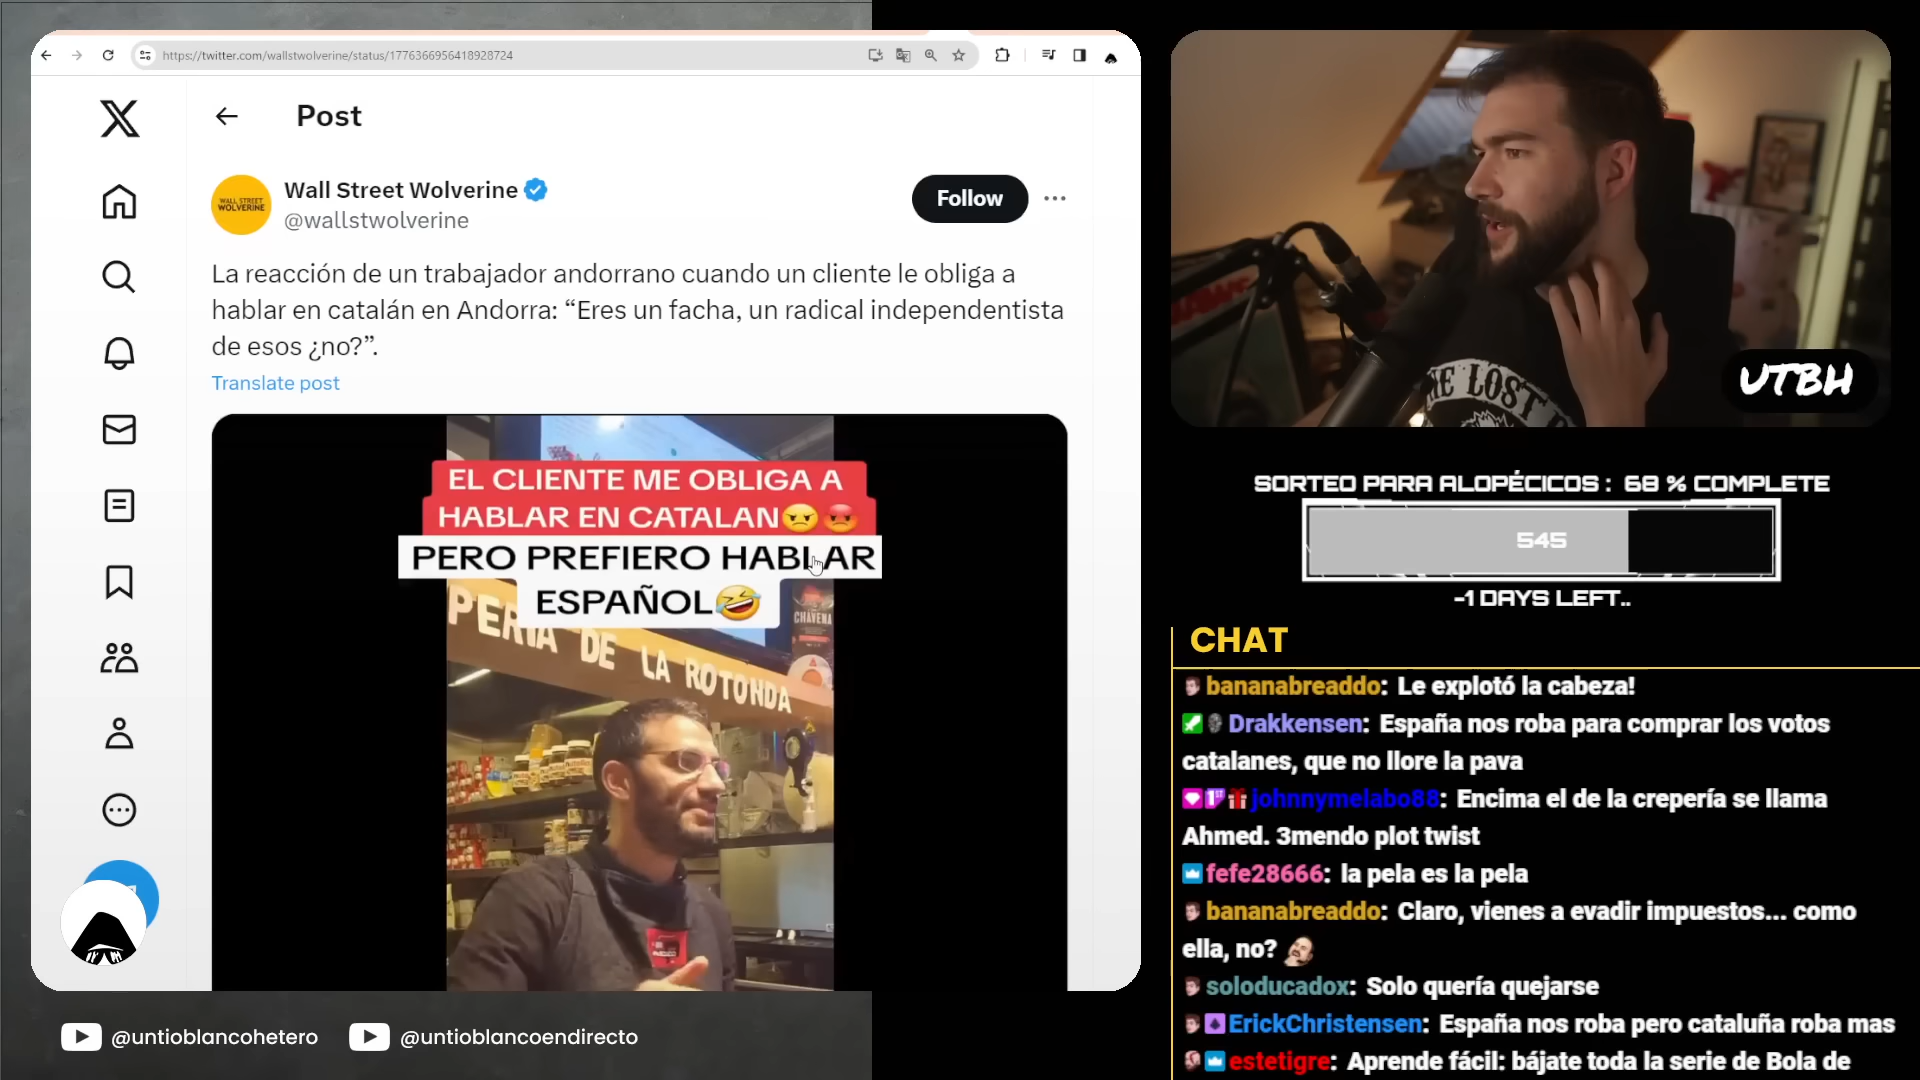 https://twitter.com/wallstwolverine/status/1776366956418928724
Post
WALL STREET
WOLVERINE
Wall Street Wolverine
@wallstwolverine
Follow
La reacción de un trabajador andorrano cuando un cliente le obliga a
hablar en catalán en Andorra: “Eres un facha, un radical independentista
de esos ¿no?”.
Translate post
EL CLIENTE ME OBLIGA A
HABLAR EN CATALAN😠😡
PERO PREFIERO HABLAR
ESPAÑOL🤣
PERIA DE LA ROTONDA
CHÁVENA
@untioblancohetero
@untioblancoendirecto
THE LOST
UTBH
SORTEO PARA ALOPÉCICOS : 68 % COMPLETE
545
-1 DAYS LEFT..
CHAT
bananabreaddo: Le explotó la cabeza!
Drakkensen: España nos roba para comprar los votos
catalanes, que no llore la pava
johnnymelabo88: Encima el de la crepería se llama
Ahmed. 3mendo plot twist
fefe28666: la pela es la pela
bananabreaddo: Claro, vienes a evadir impuestos... como
ella, no?
soloducadox: Solo quería quejarse
ErickChristensen: España nos roba pero cataluña roba mas
estetigre: Aprende fácil: bájate toda la serie de Bola de